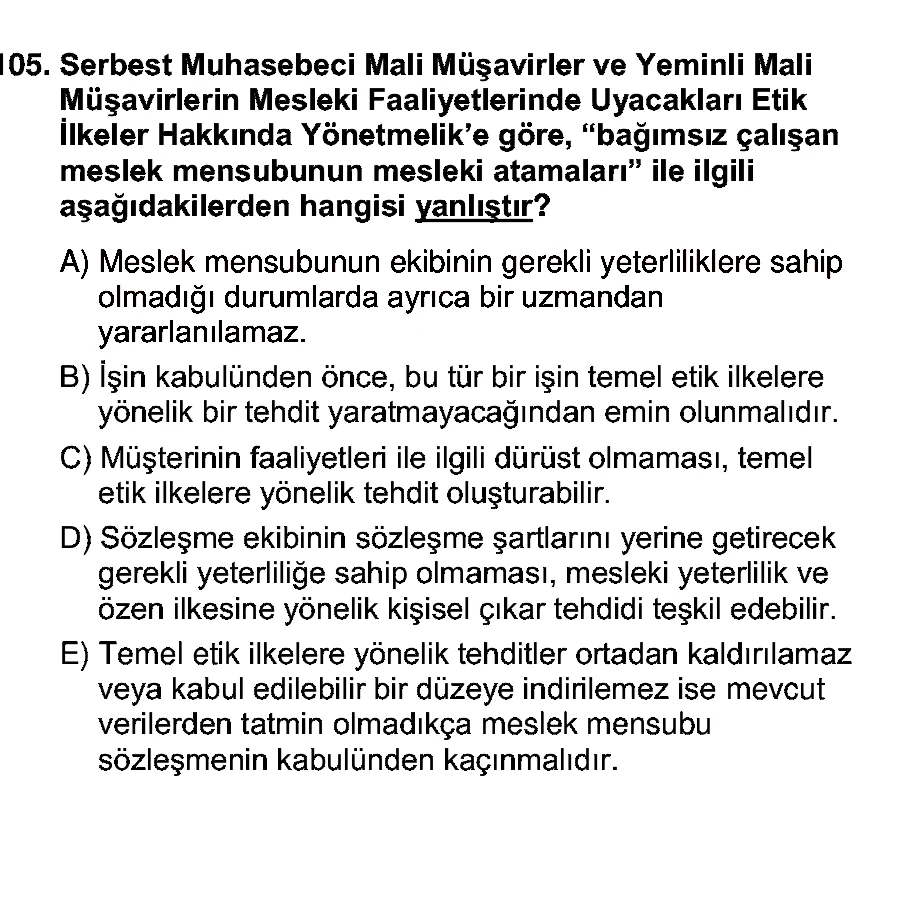 105. Serbest Muhasebeci Mali Müşavirler ve Yeminli Mali
Müşavirlerin Mesleki Faaliyetlerinde Uyacakları Etik
İlkeler Hakkında Yönetmelik’e göre, “bağımsız çalışan
meslek mensubunun mesleki atamaları” ile ilgili
aşağıdakilerden hangisi yanlıştır?
A) Meslek mensubunun ekibinin gerekli yeterliliklere sahip
olmadığı durumlarda ayrıca bir uzmandan
yararlanılamaz.
B) İşin kabulünden önce, bu tür bir işin temel etik ilkelere
yönelik bir tehdit yaratmayacağından emin olunmalıdır.
C) Müşterinin faaliyetleri ile ilgili dürüst olmaması, temel
etik ilkelere yönelik tehdit oluşturabilir.
D) Sözleşme ekibinin sözleşme şartlarını yerine getirecek
gerekli yeterliliğe sahip olmaması, mesleki yeterlilik ve
özen ilkesine yönelik kişisel çıkar tehdidi teşkil edebilir.
E) Temel etik ilkelere yönelik tehditler ortadan kaldırılamaz
veya kabul edilebilir bir düzeye indirilemez ise mevcut
verilerden tatmin olmadıkça meslek mensubu
sözleşmenin kabulünden kaçınmalıdır.